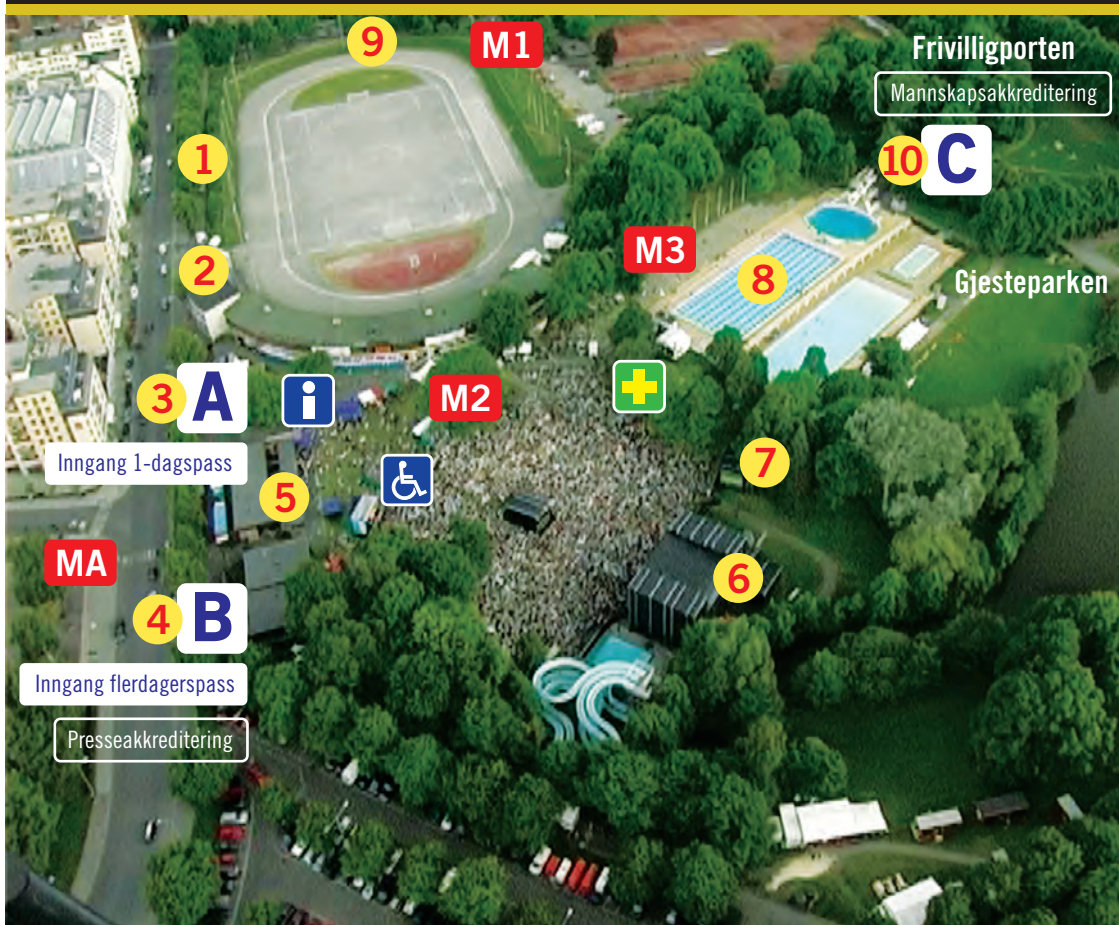 9
M1
Frivilligporten
Mannskapsakkreditering
1
10 C
2
M3
8
Gjesteparken
3 A
i
M2
Inngang 1-dagspass
5
7
MA
6
4 B
Inngang flerdagerspass
Presseakkreditering